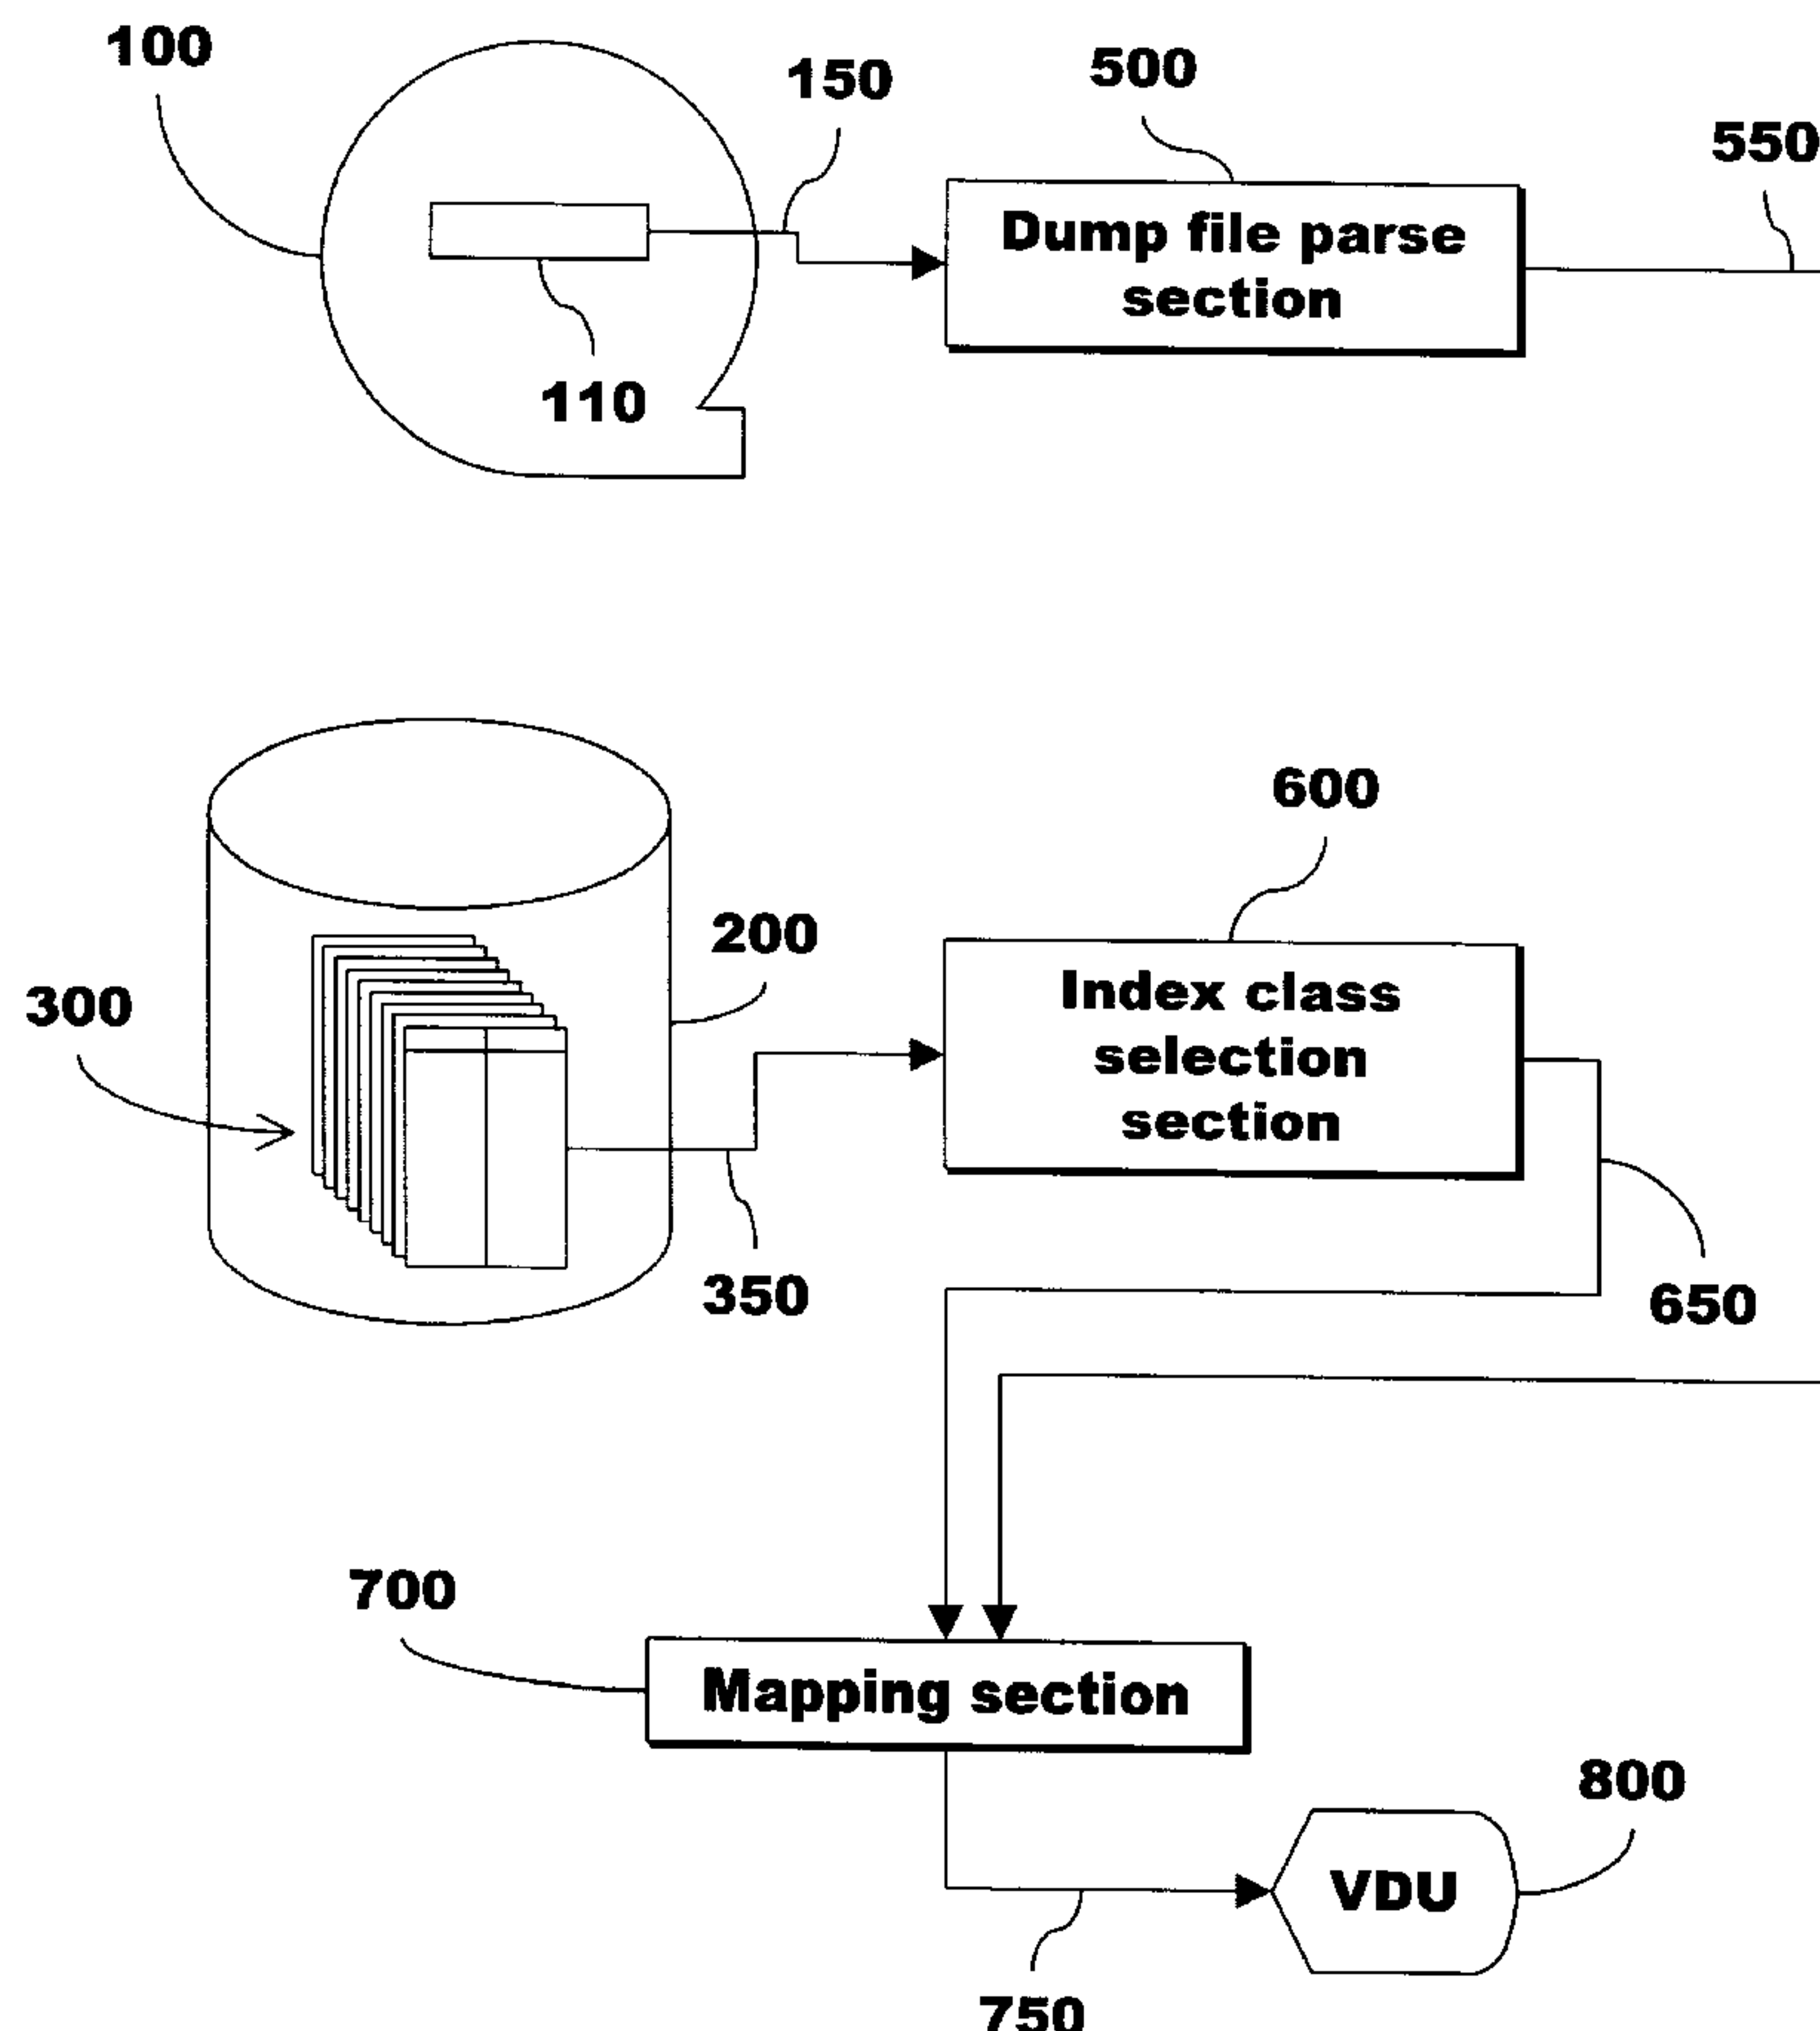 100
150
500
550
Dump file parse
section
110
600
200
300
Index class
selection
section
350
650
700
Mapping section
800
VDU
750